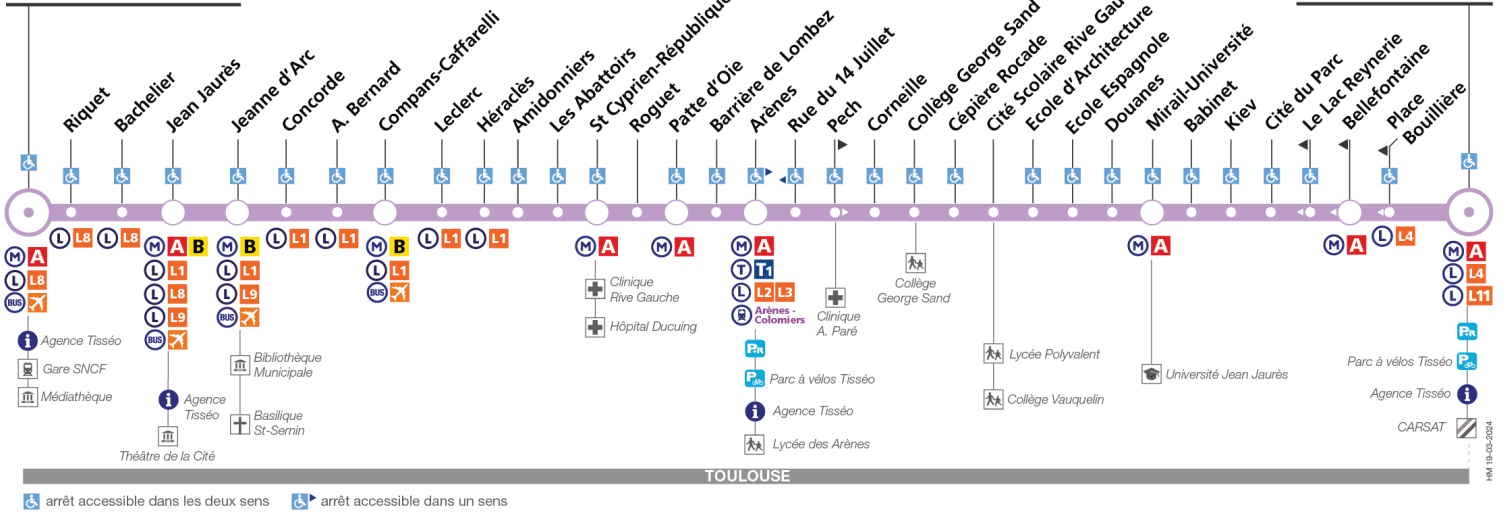 Riquet
Bachelier
Jean Jaurès
Jeanne d'Arc
Concorde
A. Bernard
Compans-Caffarelli
Leclerc
Héraclès
Amidonniers
Les Abattoirs
St Cyprien-République
Roguet
Patte d'Oie
Barrière de Lombez
Arènes
Rue du 14 Juillet
Pech
Corneille
Collège George Sand
Cépière Rocade
Cité Scolaire Rive Gau
Ecole d'Architecture
Ecole Espagnole
Douanes
Mirail-Université
Babinet
Kiev
Cité du Parc
Le Lac Reynerie
Bellefontaine
Place
Bouillière
M A
L L8
BUS
i Agence Tisséo
Gare SNCF
Médiathèque
L L8
L L8
M A B
L L1
L L8
L L9
BUS
i Agence
Tisséo
Théâtre de la Cité
M B
L L1
L L9
BUS
Bibliothèque
Municipale
Basilique
St-Sernin
L L1
L L1
M B
L L1
BUS
L L1
L L1
M A
Clinique
Rive Gauche
Hôpital Ducuing
M A
M A
T T1
L L2 L3
Arènes -
Colomiers
P+R
P Parc à vélos Tisséo
i Agence Tisséo
Lycée des Arènes
Clinique
A. Paré
Collège
George Sand
Lycée Polyvalent
Collège Vauquelin
M A
Université Jean Jaurès
M A
L L4
M A
L L4
L L11
P+R
Parc à vélos Tisséo P
Agence Tisséo i
CARSAT
HM 19-03-2024
TOULOUSE
arrêt accessible dans les deux sens
arrêt accessible dans un sens